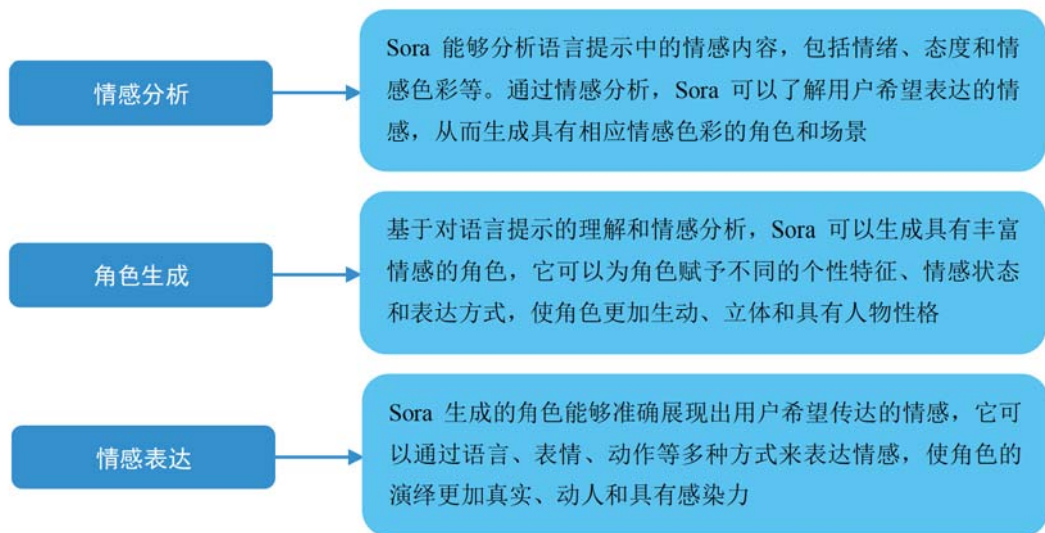 情感分析
Sora 能够分析语言提示中的情感内容，包括情绪、态度和情
感色彩等。通过情感分析，Sora 可以了解用户希望表达的情
感，从而生成具有相应情感色彩的角色和场景
角色生成
基于对语言提示的理解和情感分析，Sora 可以生成具有丰富
情感的角色，它可以为角色赋予不同的个性特征、情感状态
和表达方式，使角色更加生动、立体和具有人物性格
情感表达
Sora 生成的角色能够准确展现出用户希望传达的情感，它可
以通过语言、表情、动作等多种方式来表达情感，使角色的
演绎更加真实、动人和具有感染力